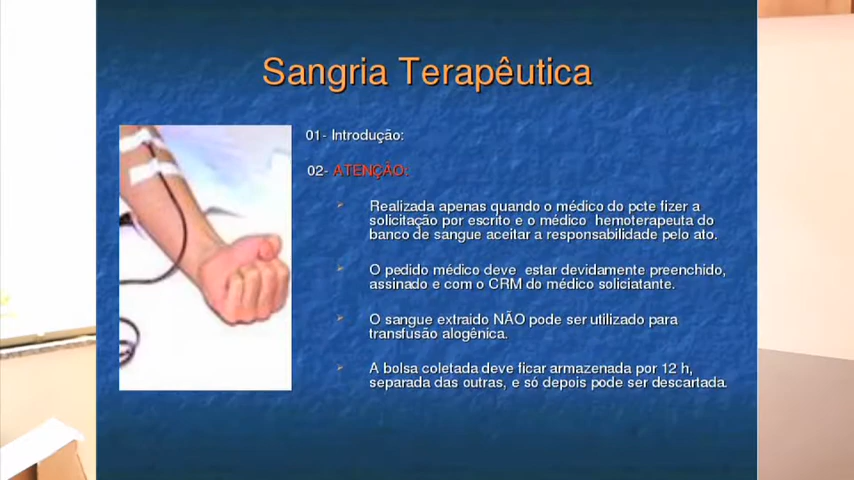 Sangria Terapêutica
01- Introdução:
02- ATENÇÃO:
Realizada apenas quando o médico do pcte fizer a
solicitação por escrito e o médico hemoterapeuta do
banco de sangue aceitar a responsabilidade pelo ato.
O pedido médico deve estar devidamente preenchido,
assinado e com o CRM do médico soliciatante.
O sangue extraido NÃO pode ser utilizado para
transfusão alogênica.
A bolsa coletada deve ficar armazenada por 12 h,
separada das outras, e só depois pode ser descartada.